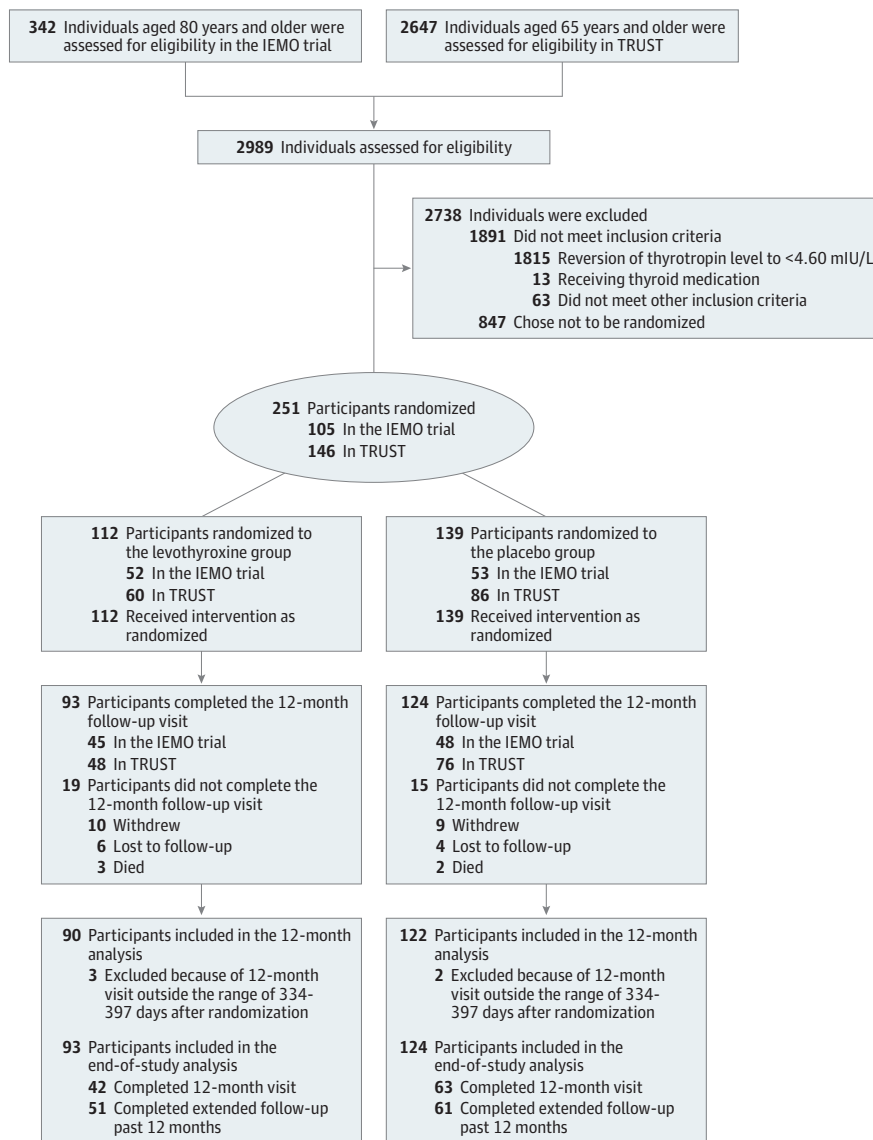 342 Individuals aged 80 years and older were
assessed for eligibility in the IEMO trial
2647 Individuals aged 65 years and older were
assessed for eligibility in TRUST
2989 Individuals assessed for eligibility
2738 Individuals were excluded
1891 Did not meet inclusion criteria
1815 Reversion of thyrotropin level to <4.60 mIU/L
13 Receiving thyroid medication
63 Did not meet other inclusion criteria
847 Chose not to be randomized
251 Participants randomized
105 In the IEMO trial
146 In TRUST
112 Participants randomized to
the levothyroxine group
52 In the IEMO trial
60 In TRUST
112 Received intervention as
randomized
139 Participants randomized to
the placebo group
53 In the IEMO trial
86 In TRUST
139 Received intervention as
randomized
93 Participants completed the 12-month
follow-up visit
45 In the IEMO trial
48 In TRUST
19 Participants did not complete the
12-month follow-up visit
10 Withdrew
6 Lost to follow-up
3 Died
124 Participants completed the 12-month
follow-up visit
48 In the IEMO trial
76 In TRUST
15 Participants did not complete the
12-month follow-up visit
9 Withdrew
4 Lost to follow-up
2 Died
90 Participants included in the 12-month
analysis
3 Excluded because of 12-month
visit outside the range of 334-
397 days after randomization
93 Participants included in the
end-of-study analysis
42 Completed 12-month visit
51 Completed extended follow-up
past 12 months
122 Participants included in the 12-month
analysis
2 Excluded because of 12-month
visit outside the range of 334-
397 days after randomization
124 Participants included in the
end-of-study analysis
63 Completed 12-month visit
61 Completed extended follow-up
past 12 months